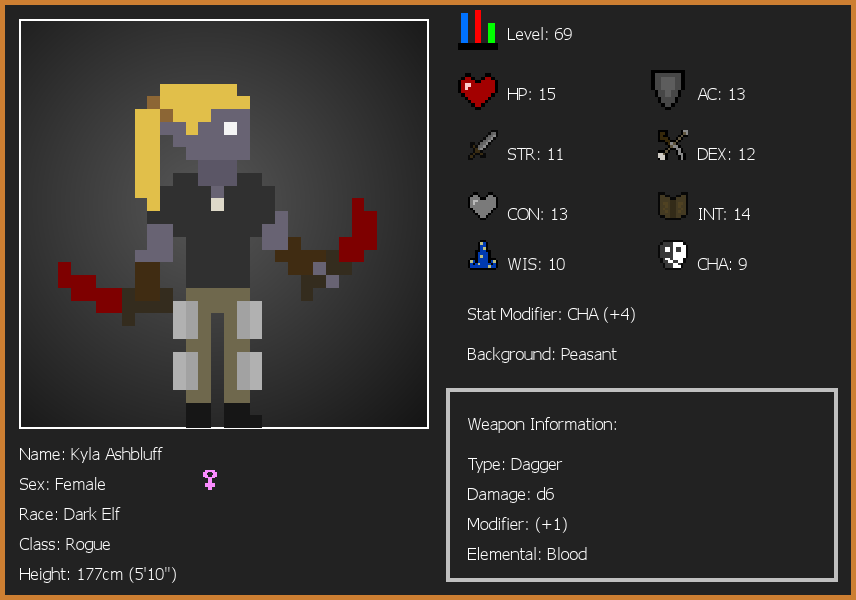 Level: 69
HP: 15
AC: 13
STR: 11
DEX: 12
CON: 13
INT: 14
WIS: 10
CHA: 9
Stat Modifier: CHA (+4)
Background: Peasant
Weapon Information:
Type: Dagger
Damage: d6
Modifier: (+1)
Elemental: Blood
Name: Kyla Ashbluff
Sex: Female
Race: Dark Elf
Class: Rogue
Height: 177cm (5'10")